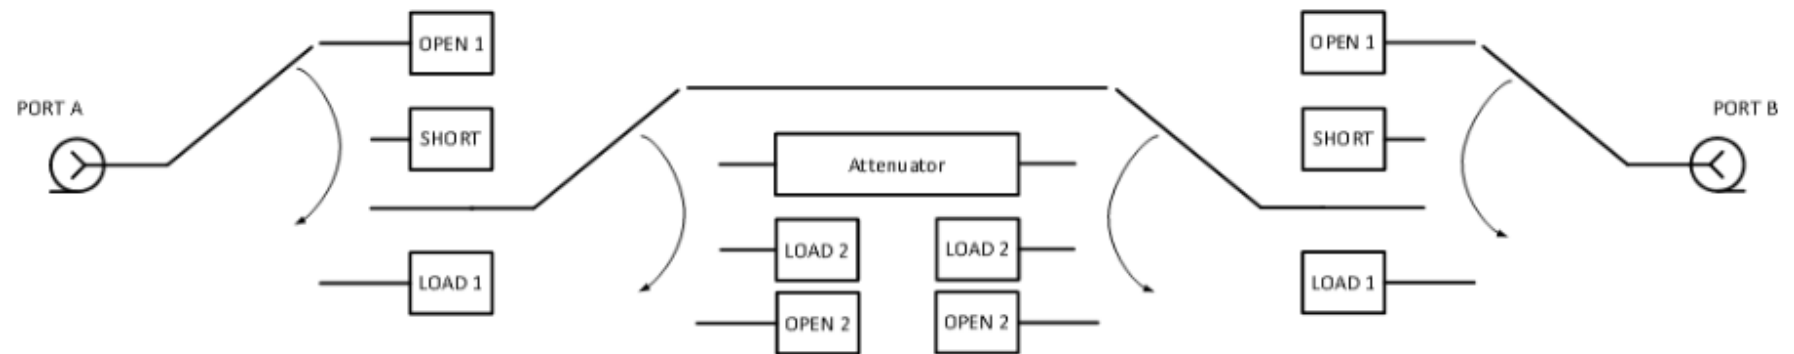 OPEN 1
OPEN 1
PORT A
PORT B
SHORT
SHORT
Attenuator
LOAD 2
LOAD 2
LOAD 1
LOAD 1
OPEN 2
OPEN 2